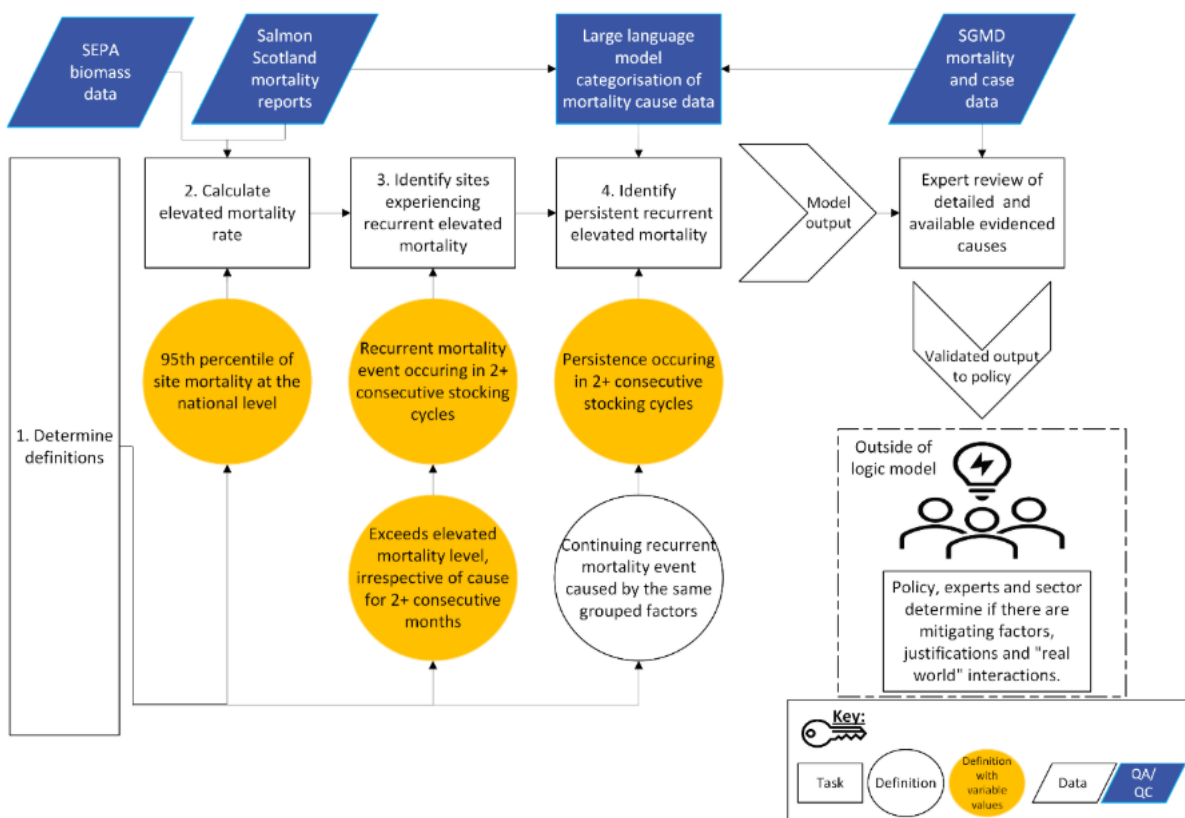 SEPA
biomass
data
Salmon
Scotland
mortality
reports
Large language
model
categorisation of
mortality cause data
SGMD
mortality
and case
data
2. Calculate
elevated mortality
rate
3. Identify sites
experiencing
recurrent elevated
mortality
4. Identify
persistent recurrent
elevated mortality
Model
output
Expert review of
detailed and
available evidenced
causes
95th percentile of
site mortality at the
national level
Recurrent mortality
event occuring in 2+
consecutive stocking
cycles
Persistence occuring
in 2+ consecutive
stocking cycles
Validated output
to policy
1. Determine
definitions
Exceeds elevated
mortality level,
irrespective of cause
for 2+ consecutive
months
Continuing recurrent
mortality event
caused by the same
grouped factors
Outside of
logic model
Policy, experts and sector
determine if there are
mitigating factors,
justifications and "real
world" interactions.
Key:
Task
Definition
Definition
with
variable
values
Data
QA/
QC